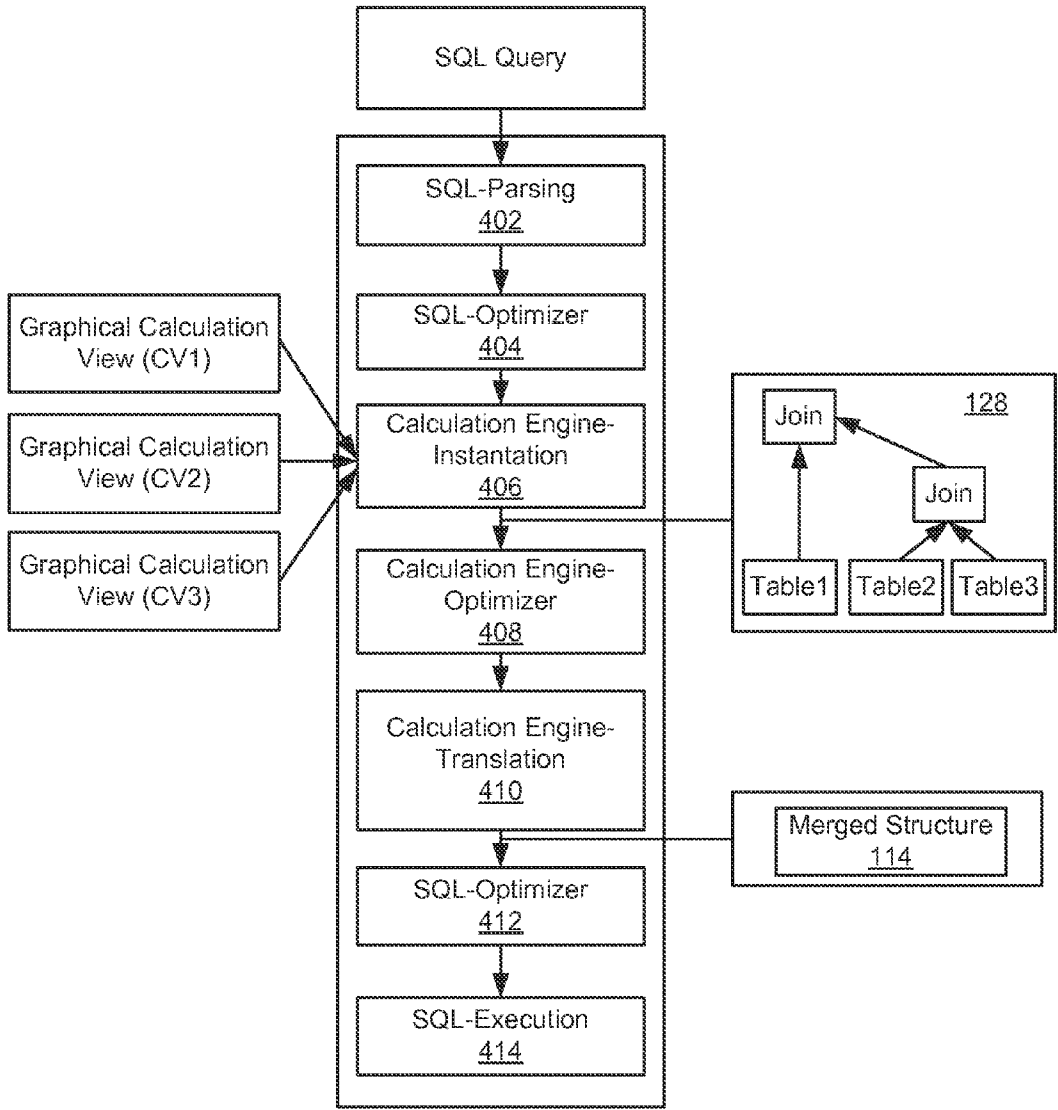 SQL Query
SQL-Parsing
402
SQL-Optimizer
404
Graphical Calculation
View (CV1)
Graphical Calculation
View (CV2)
Graphical Calculation
View (CV3)
Calculation Engine-
Instantation
406
128
Join
Join
Table1
Table2
Table3
Calculation Engine-
Optimizer
408
Calculation Engine-
Translation
410
Merged Structure
114
SQL-Optimizer
412
SQL-Execution
414